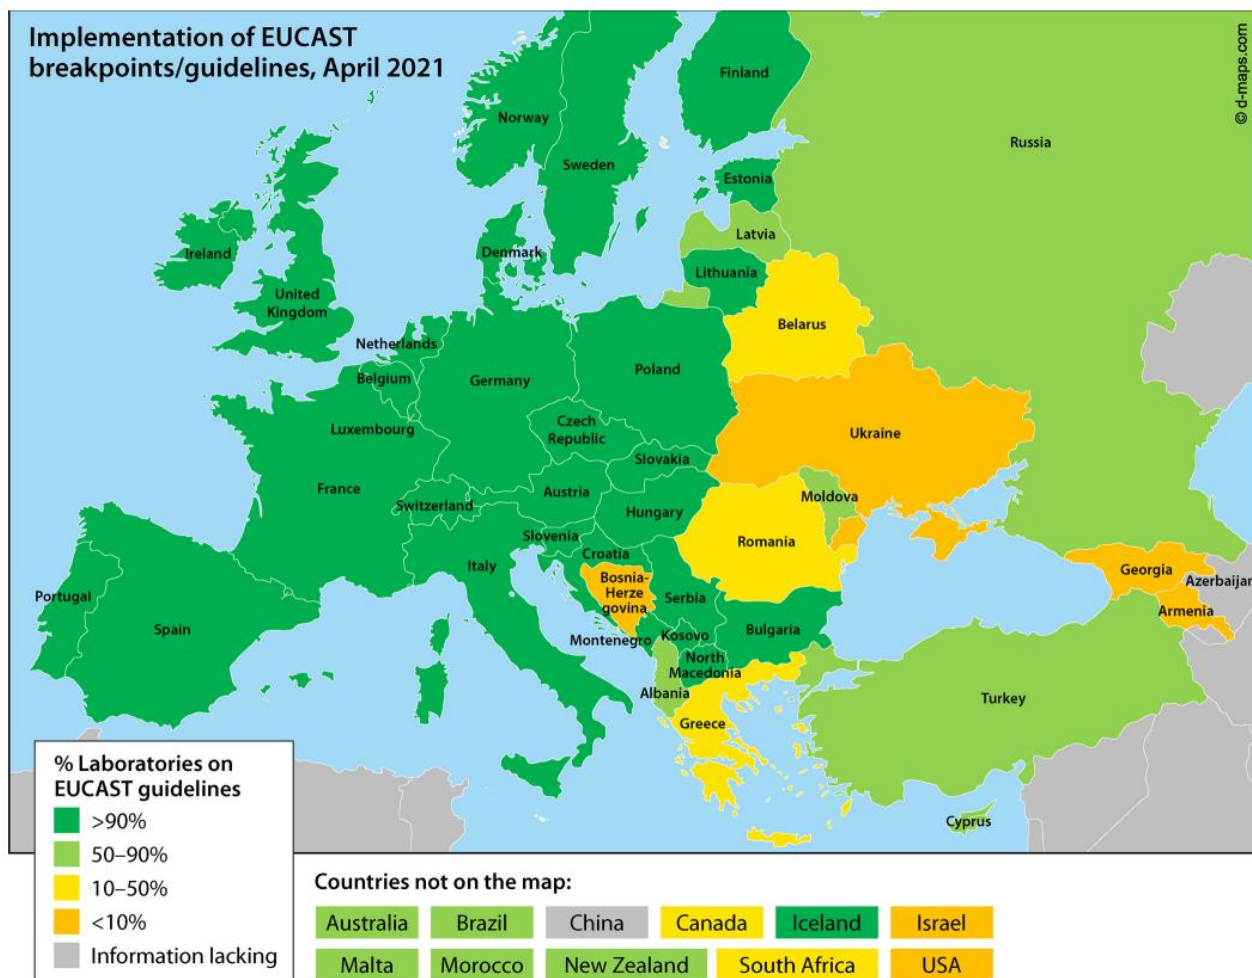 Implementation of EUCAST
breakpoints/guidelines, April 2021
© d-maps.com
Finland
Norway
Russia
Sweden
Estonia
Latvia
Ireland
Denmark
Lithuania
United
Kingdom
Belarus
Netherlands
Belgium
Germany
Poland
Luxembourg
Czech
Republic
Ukraine
Slovakia
France
Switzerland
Austria
Moldova
Hungary
Slovenia
Romania
Croatia
Italy
Bosnia-
Herze
govina
Georgia
Azerbaijan
Portugal
Spain
Serbia
Armenia
Montenegro
Kosovo
Bulgaria
North
Macedonia
Albania
Turkey
Greece
Cyprus
% Laboratories on
EUCAST guidelines
>90%
50–90%
10–50%
<10%
Information lacking
Countries not on the map:
Australia Brazil China Canada Iceland Israel
Malta Morocco New Zealand South Africa USA